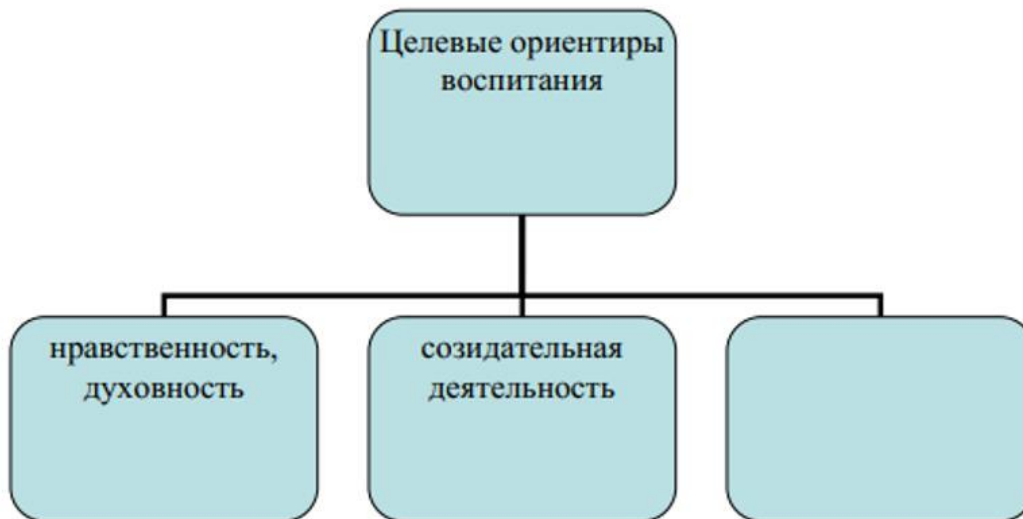 Целевые ориентиры
воспитания
нравственность,
духовность
созидательная
деятельность